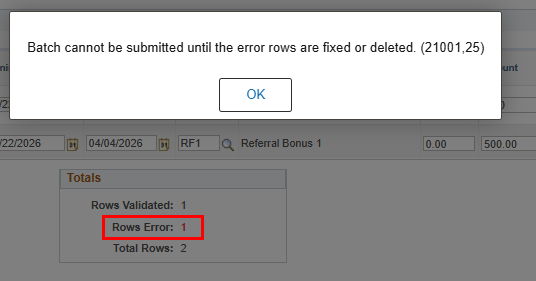 Batch cannot be submitted until the error rows are fixed or deleted. (21001,25)
OK
/22/2026 04/04/2026 RF1 Referral Bonus 1 0.00 500.00
Totals
Rows Validated: 1
Rows Error: 1
Total Rows: 2